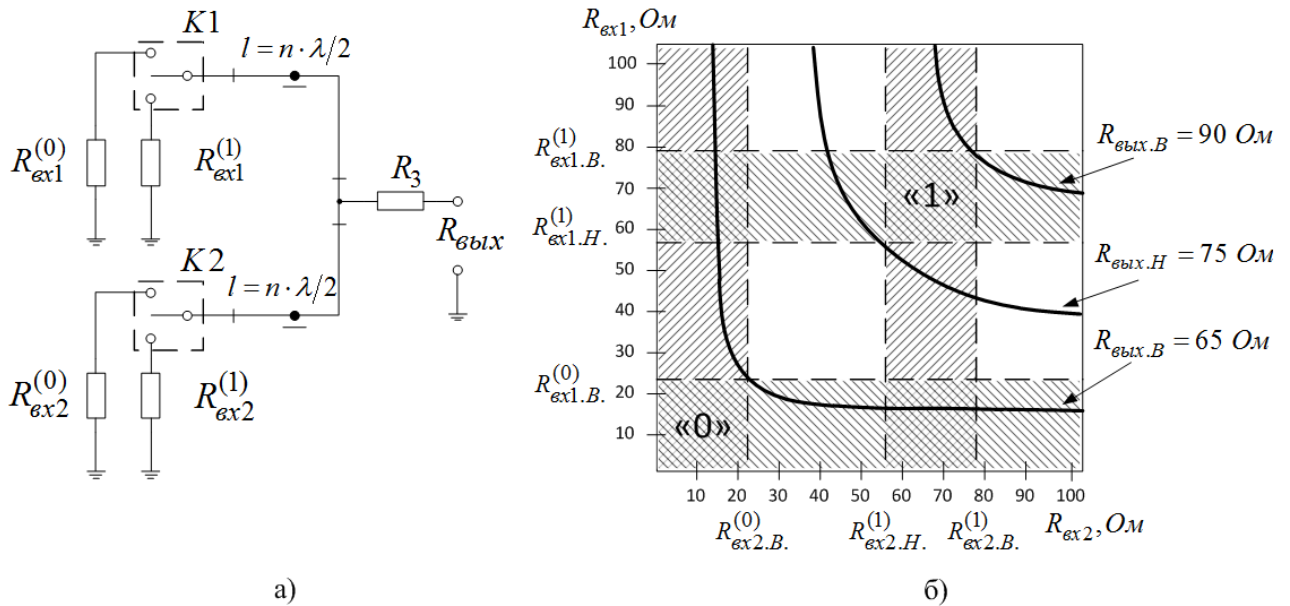 K1
l = n · λ/2
R_{вх1}^{(0)}
R_{вх1}^{(1)}
R_3
R_{вых}
K2
l = n · λ/2
R_{вх2}^{(0)}
R_{вх2}^{(1)}
а)
R_{вх1}, Ом
100
90
80
70
60
50
40
30
20
10
R_{вх1.В.}^{(1)}
R_{вх1.Н.}^{(1)}
R_{вх1.В.}^{(0)}
«1»
«0»
R_{вых.В} = 90 Ом
R_{вых.Н} = 75 Ом
R_{вых.В} = 65 Ом
10 20 30 40 50 60 70 80 90 100
R_{вх2.В.}^{(0)}
R_{вх2.Н.}^{(1)}
R_{вх2.В.}^{(1)}
R_{вх2}, Ом
б)